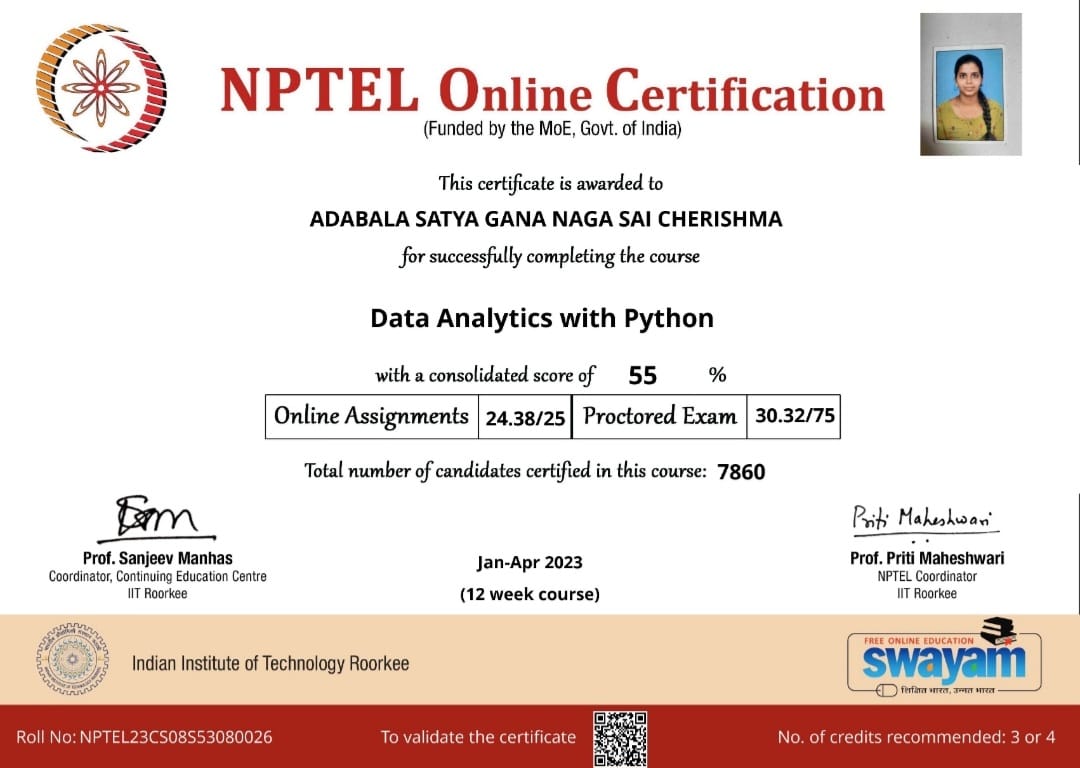 NPTEL Online Certification
(Funded by the MoE, Govt. of India)
This certificate is awarded to
ADABALA SATYA GANA NAGA SAI CHERISHMA
for successfully completing the course
Data Analytics with Python
with a consolidated score of 55 %
Online Assignments 24.38/25 Proctored Exam 30.32/75
Total number of candidates certified in this course: 7860
Priti Maheshwari
Prof. Sanjeev Manhas
Coordinator, Continuing Education Centre
IIT Roorkee
Jan-Apr 2023
(12 week course)
Prof. Priti Maheshwari
NPTEL Coordinator
IIT Roorkee
Indian Institute of Technology Roorkee
FREE ONLINE EDUCATION
swayam
शिक्षित भारत, उन्नत भारत
Roll No: NPTEL23CS08S53080026
To validate the certificate
No. of credits recommended: 3 or 4